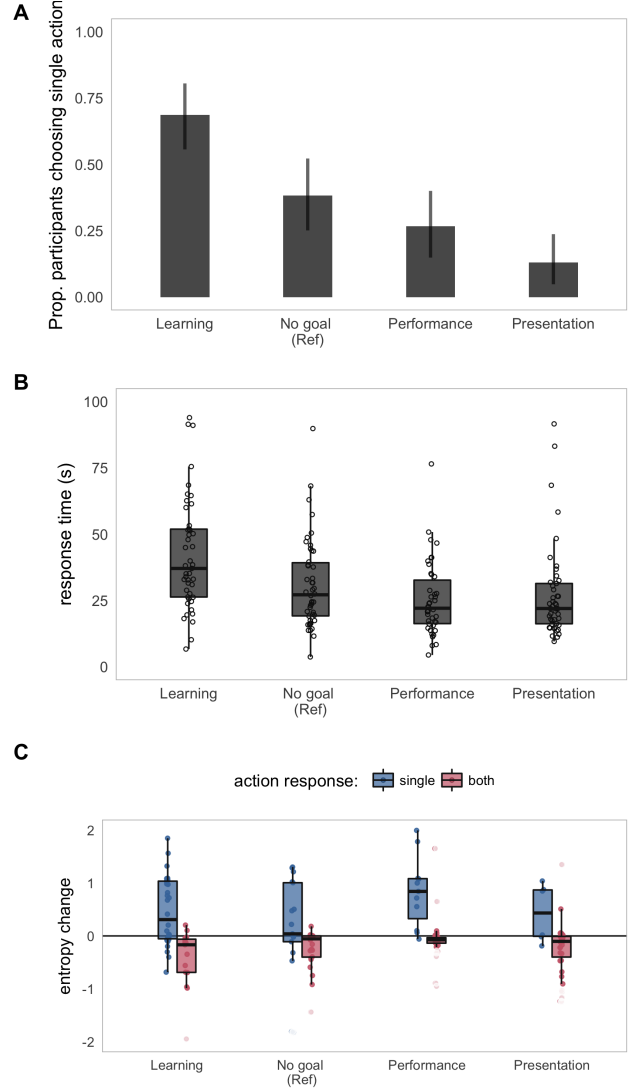 A
Prop. participants choosing single action
1.00
0.75
0.50
0.25
0.00
Learning
No goal
(Ref)
Performance
Presentation
B
response time (s)
100
75
50
25
0
Learning
No goal
(Ref)
Performance
Presentation
C
action response: single both
entropy change
2
1
0
-1
-2
Learning
No goal
(Ref)
Performance
Presentation